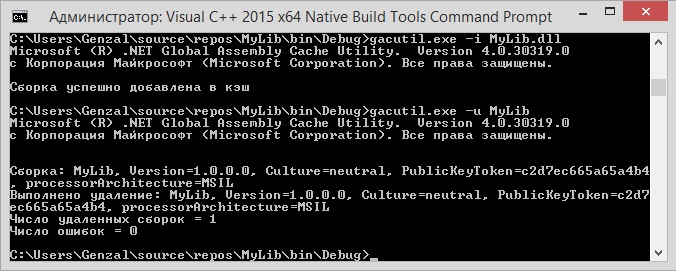 Администратор: Visual C++ 2015 x64 Native Build Tools Command Prompt
C:\Users\Genzal\source\repos\MyLib\bin\Debug>gacutil.exe -i MyLib.dll
Microsoft (R) .NET Global Assembly Cache Utility.  Version 4.0.30319.0
с Корпорация Майкрософт (Microsoft Corporation). Все права защищены.
Сборка успешно добавлена в кэш
C:\Users\Genzal\source\repos\MyLib\bin\Debug>gacutil.exe -u MyLib
Microsoft (R) .NET Global Assembly Cache Utility.  Version 4.0.30319.0
с Корпорация Майкрософт (Microsoft Corporation). Все права защищены.
Сборка: MyLib, Version=1.0.0.0, Culture=neutral, PublicKeyToken=c2d7ec665a65a4b4
, processorArchitecture=MSIL
Выполнено удаление: MyLib, Version=1.0.0.0, Culture=neutral, PublicKeyToken=c2d7
ec665a65a4b4, processorArchitecture=MSIL
Число удаленных сборок = 1
Число ошибок = 0
C:\Users\Genzal\source\repos\MyLib\bin\Debug>_